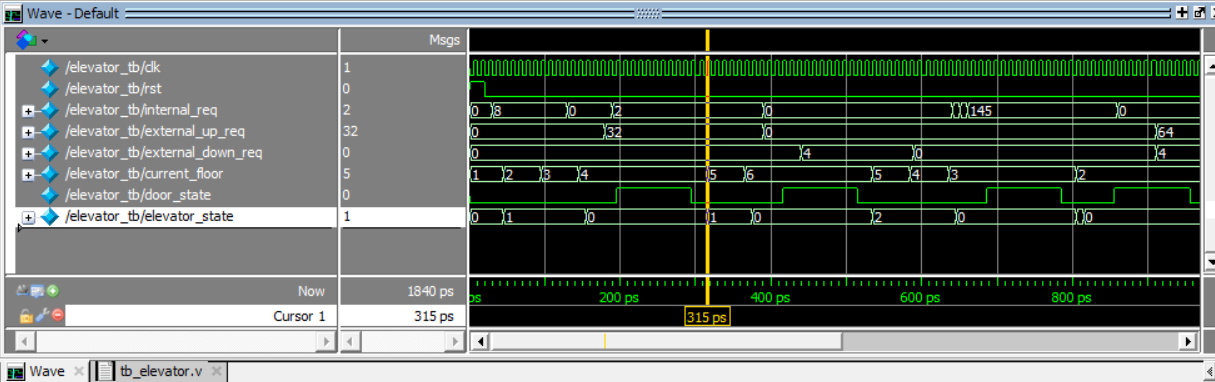 Wave - Default
Msgs
/elevator_tb/clk 1
/elevator_tb/rst 0
/elevator_tb/internal_req 2 0 8 0 2 0 145 0
/elevator_tb/external_up_req 32 0 32 0 64
/elevator_tb/external_down_req 0 0 4 0 4
/elevator_tb/current_floor 5 1 2 3 4 5 6 5 4 3 2
/elevator_tb/door_state 0
/elevator_tb/elevator_state 1 0 1 0 1 0 2 0 0
Now 1840 ps ps 200 ps 400 ps 600 ps 800 ps
Cursor 1 315 ps 315 ps
Wave tb_elevator.v